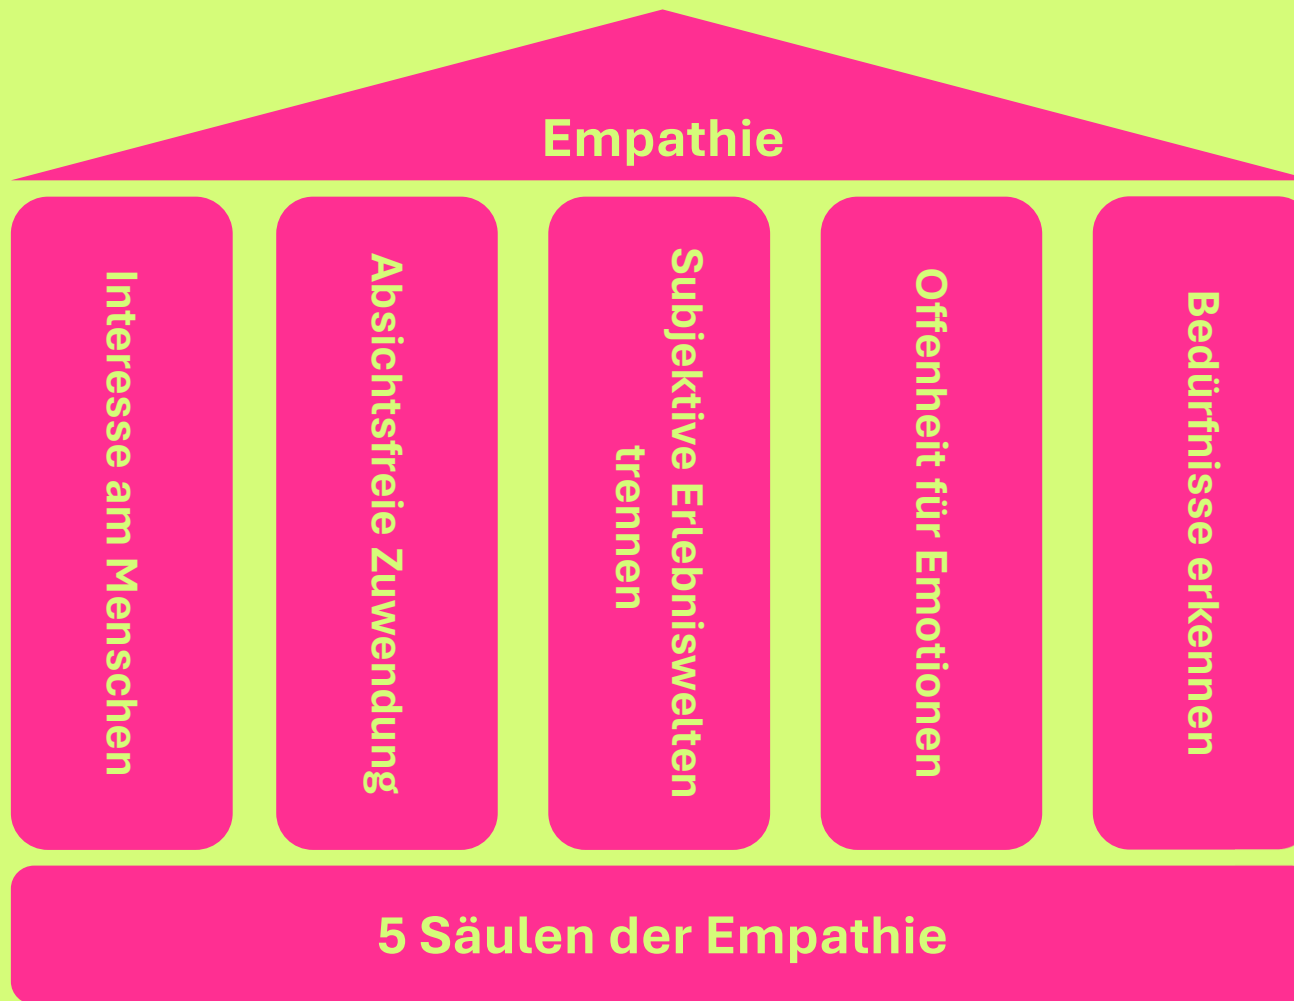 Empathie
Interesse am Menschen
Absichtsfreie Zuwendung
Subjektive Erlebniswelten
trennen
Offenheit für Emotionen
Bedürfnisse erkennen
5 Säulen der Empathie